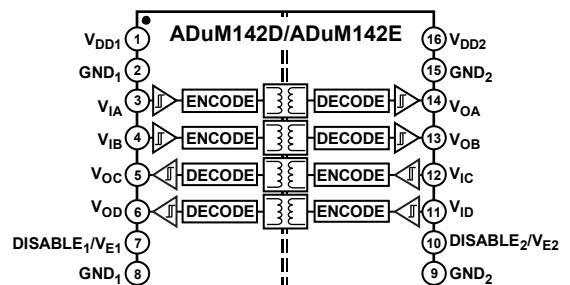 ADuM142D/ADuM142E
VDD1 1 16 VDD2
GND1 2 15 GND2
VIA 3 ENCODE DECODE 14 VOA
VIB 4 ENCODE DECODE 13 VOB
VOC 5 DECODE ENCODE 12 VIC
VOD 6 DECODE ENCODE 11 VID
DISABLE1/VE1 7 10 DISABLE2/VE2
GND1 8 9 GND2